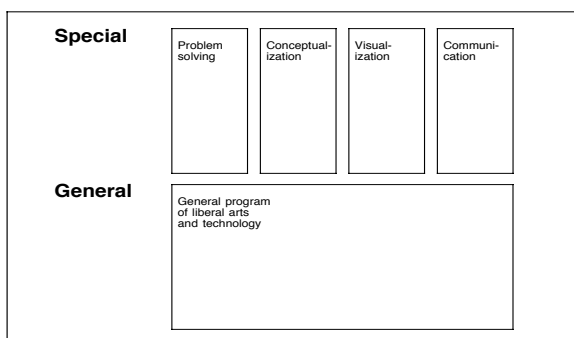 Special
Problem
solving
Conceptual-
ization
Visual-
ization
Communi-
cation
General
General program
of liberal arts
and technology